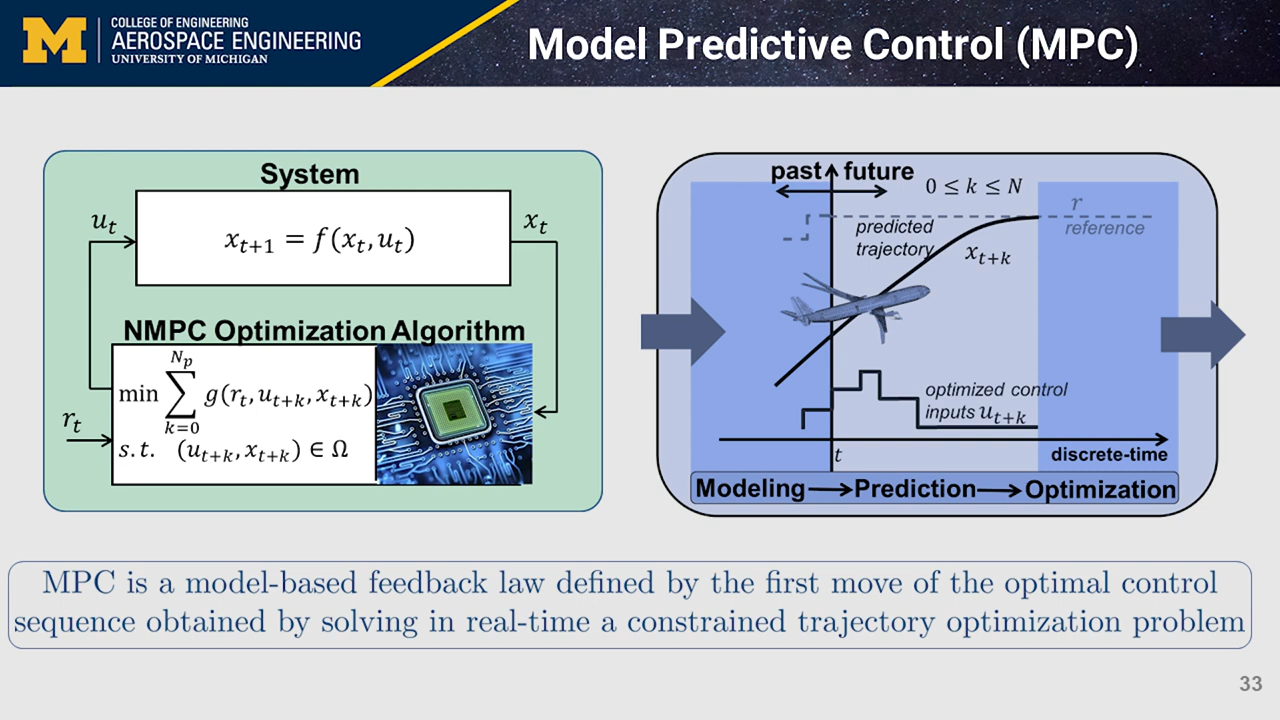 COLLEGE OF ENGINEERING
AEROSPACE ENGINEERING
UNIVERSITY OF MICHIGAN
Model Predictive Control (MPC)
System
u_t
x_{t+1} = f(x_t, u_t)
x_t
NMPC Optimization Algorithm
min \sum_{k=0}^{N_p} g(r_t, u_{t+k}, x_{t+k})
r_t
s.t. (u_{t+k}, x_{t+k}) ∈ Ω
past future
0 ≤ k ≤ N
r
reference
predicted
trajectory
x_{t+k}
optimized control
inputs u_{t+k}
t
discrete-time
Modeling → Prediction → Optimization
MPC is a model-based feedback law defined by the first move of the optimal control
sequence obtained by solving in real-time a constrained trajectory optimization problem
33